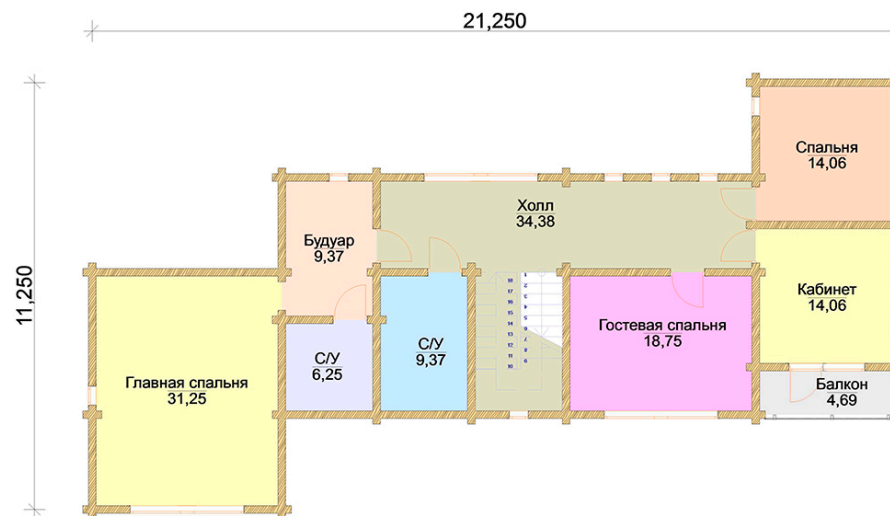 21,250
11,250
Спальня
14.06
Холл
34.38
Будуар
9.37
Кабинет
14.06
Гостевая спальня
18.75
С/У
9.37
С/У
6.25
Главная спальня
31.25
Балкон
4.69